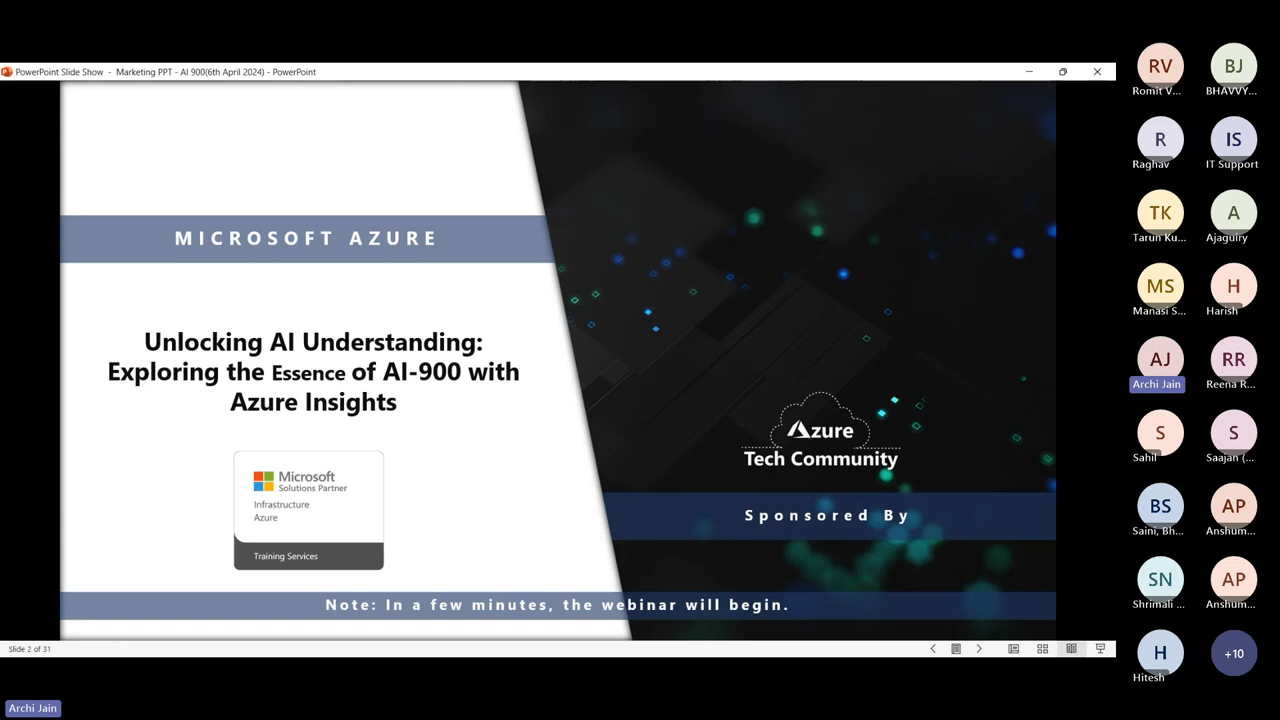 PowerPoint Slide Show - Marketing PPT - AI 900(6th April 2024) - PowerPoint
MICROSOFT AZURE
Unlocking AI Understanding:
Exploring the Essence of AI-900 with
Azure Insights
Microsoft
Solutions Partner
Infrastructure
Azure
Training Services
Azure
Tech Community
Sponsored By
Note: In a few minutes, the webinar will begin.
Slide 2 of 31
RV
Romit V...
BJ
BHAVVY...
R
Raghav
IS
IT Support
TK
Tarun Ku...
A
Ajaguiry
MS
Manasi S...
H
Harish
AJ
Archi Jain
RR
Reena R...
S
Sahil
S
Saajan (...
BS
Saini, Bh...
AP
Anshum...
SN
Shrimali ...
AP
Anshum...
H
Hitesh
+10
Archi Jain